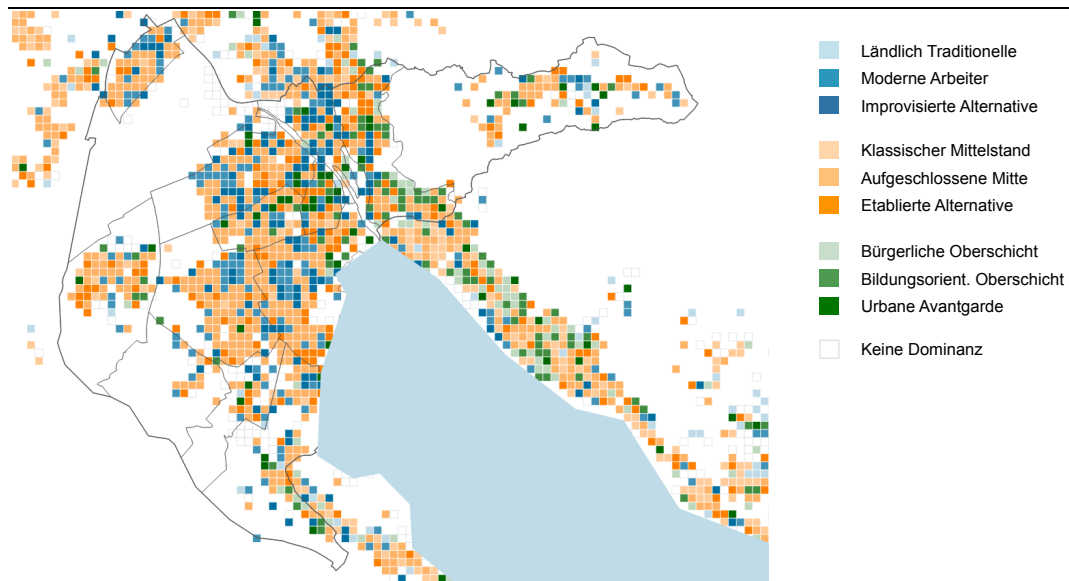 Ländlich Traditionelle
Moderne Arbeiter
Improvisierte Alternative
Klassischer Mittelstand
Aufgeschlossene Mitte
Etablierte Alternative
Bürgerliche Oberschicht
Bildungsorient. Oberschicht
Urbane Avantgarde
Keine Dominanz